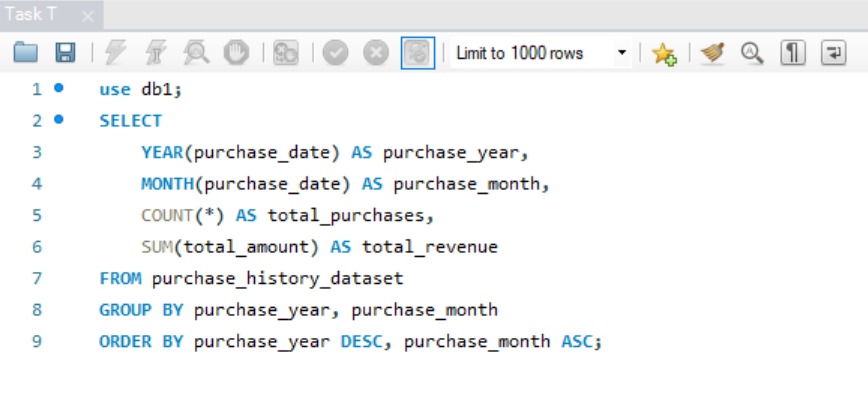 Task T
Limit to 1000 rows
1 use db1;
2 SELECT
3 YEAR(purchase_date) AS purchase_year,
4 MONTH(purchase_date) AS purchase_month,
5 COUNT(*) AS total_purchases,
6 SUM(total_amount) AS total_revenue
7 FROM purchase_history_dataset
8 GROUP BY purchase_year, purchase_month
9 ORDER BY purchase_year DESC, purchase_month ASC;